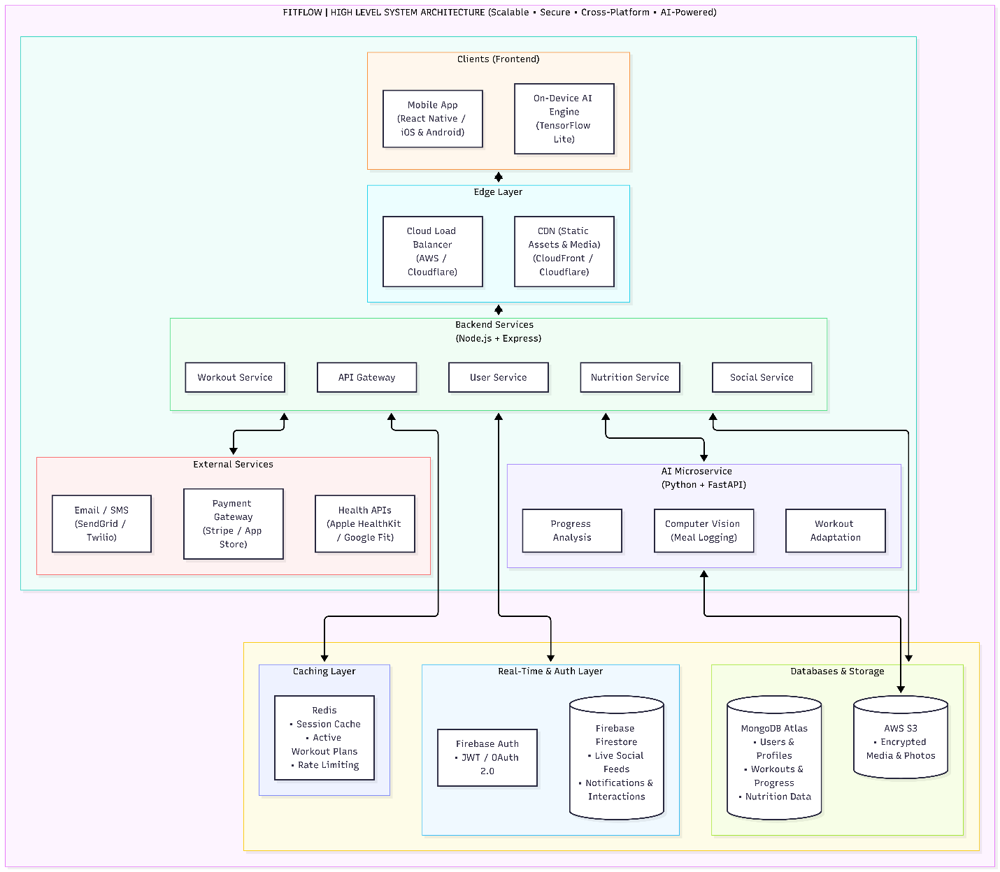 FITFLOW | HIGH LEVEL SYSTEM ARCHITECTURE (Scalable • Secure • Cross-Platform • AI-Powered)
Clients (Frontend)
Mobile App
(React Native /
iOS & Android)
On-Device AI
Engine
(TensorFlow
Lite)
Edge Layer
Cloud Load
Balancer
(AWS /
Cloudflare)
CDN (Static
Assets & Media)
(CloudFront /
Cloudflare)
Backend Services
(Node.js + Express)
Workout Service
API Gateway
User Service
Nutrition Service
Social Service
External Services
Email / SMS
(SendGrid /
Twilio)
Payment
Gateway
(Stripe / App
Store)
Health APIs
(Apple HealthKit
/ Google Fit)
AI Microservice
(Python + FastAPI)
Progress
Analysis
Computer Vision
(Meal Logging)
Workout
Adaptation
Caching Layer
Redis
• Session Cache
• Active
Workout Plans
• Rate Limiting
Real-Time & Auth Layer
Firebase Auth
• JWT / OAuth
2.0
Firebase
Firestore
• Live Social
Feeds
• Notifications &
Interactions
Databases & Storage
MongoDB Atlas
• Users &
Profiles
• Workouts &
Progress
• Nutrition Data
AWS S3
• Encrypted
Media & Photos